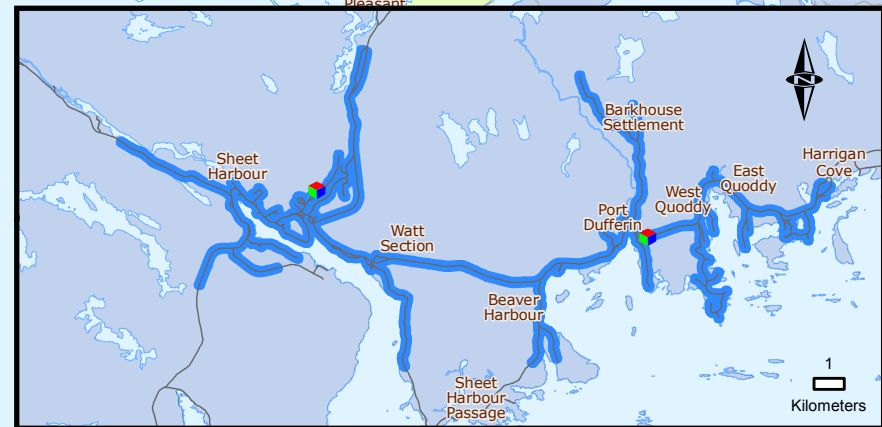 Pleasant
N
Barkhouse
Settlement
Sheet
Harbour
East
Quoddy
Harrigan
Cove
West
Quoddy
Port
Dufferin
Watt
Section
Beaver
Harbour
Sheet
Harbour
Passage
1
Kilometers